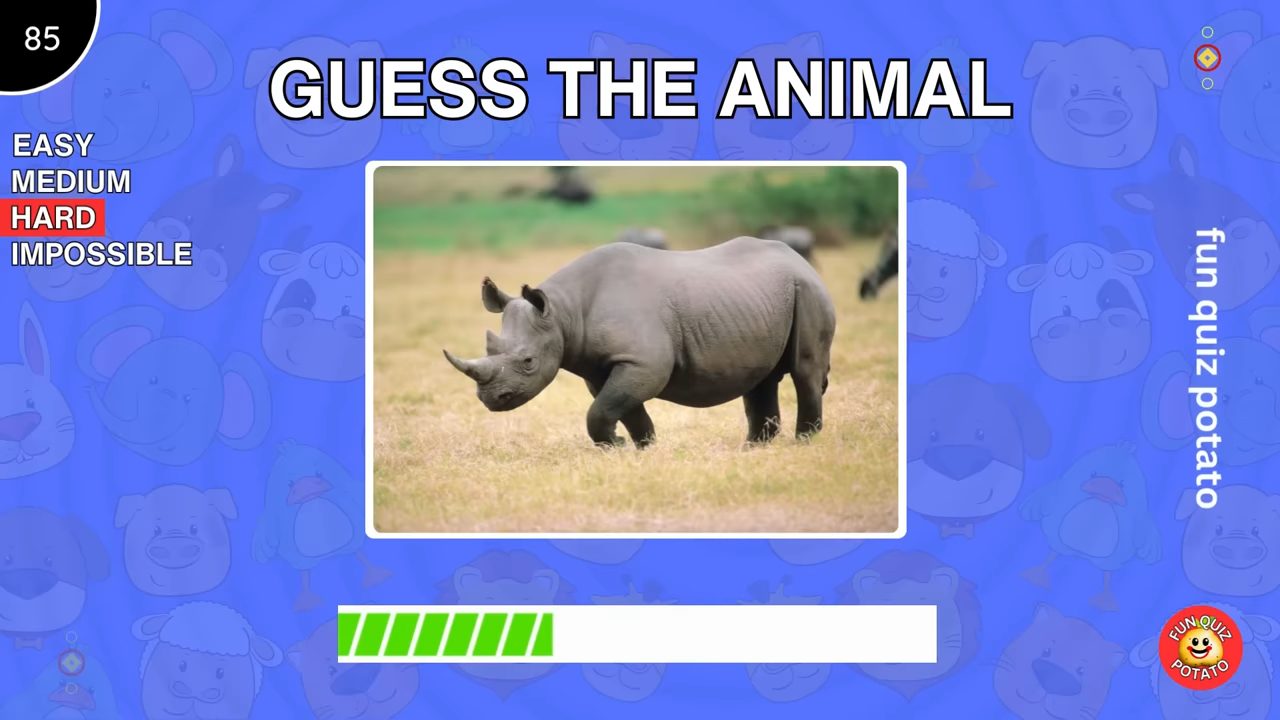 85
GUESS THE ANIMAL
EASY
MEDIUM
HARD
IMPOSSIBLE
fun quiz potato
FUN QUIZ
POTATO